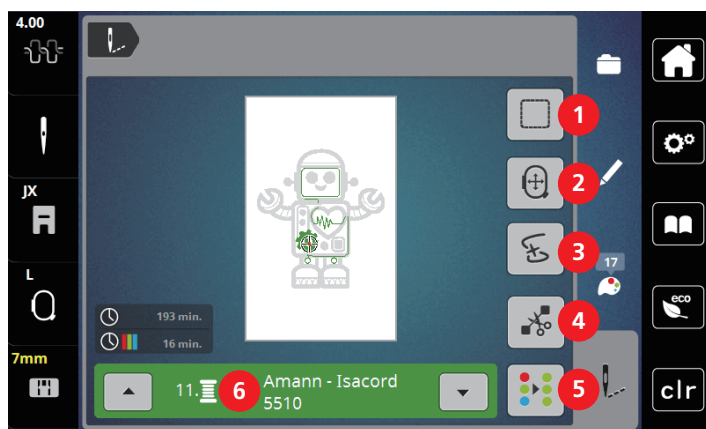 4.00
JX
L
7mm
193 min.
16 min.
11.
Amann - Isacord
5510
1
2
3
4
5
6
17
eco
clr